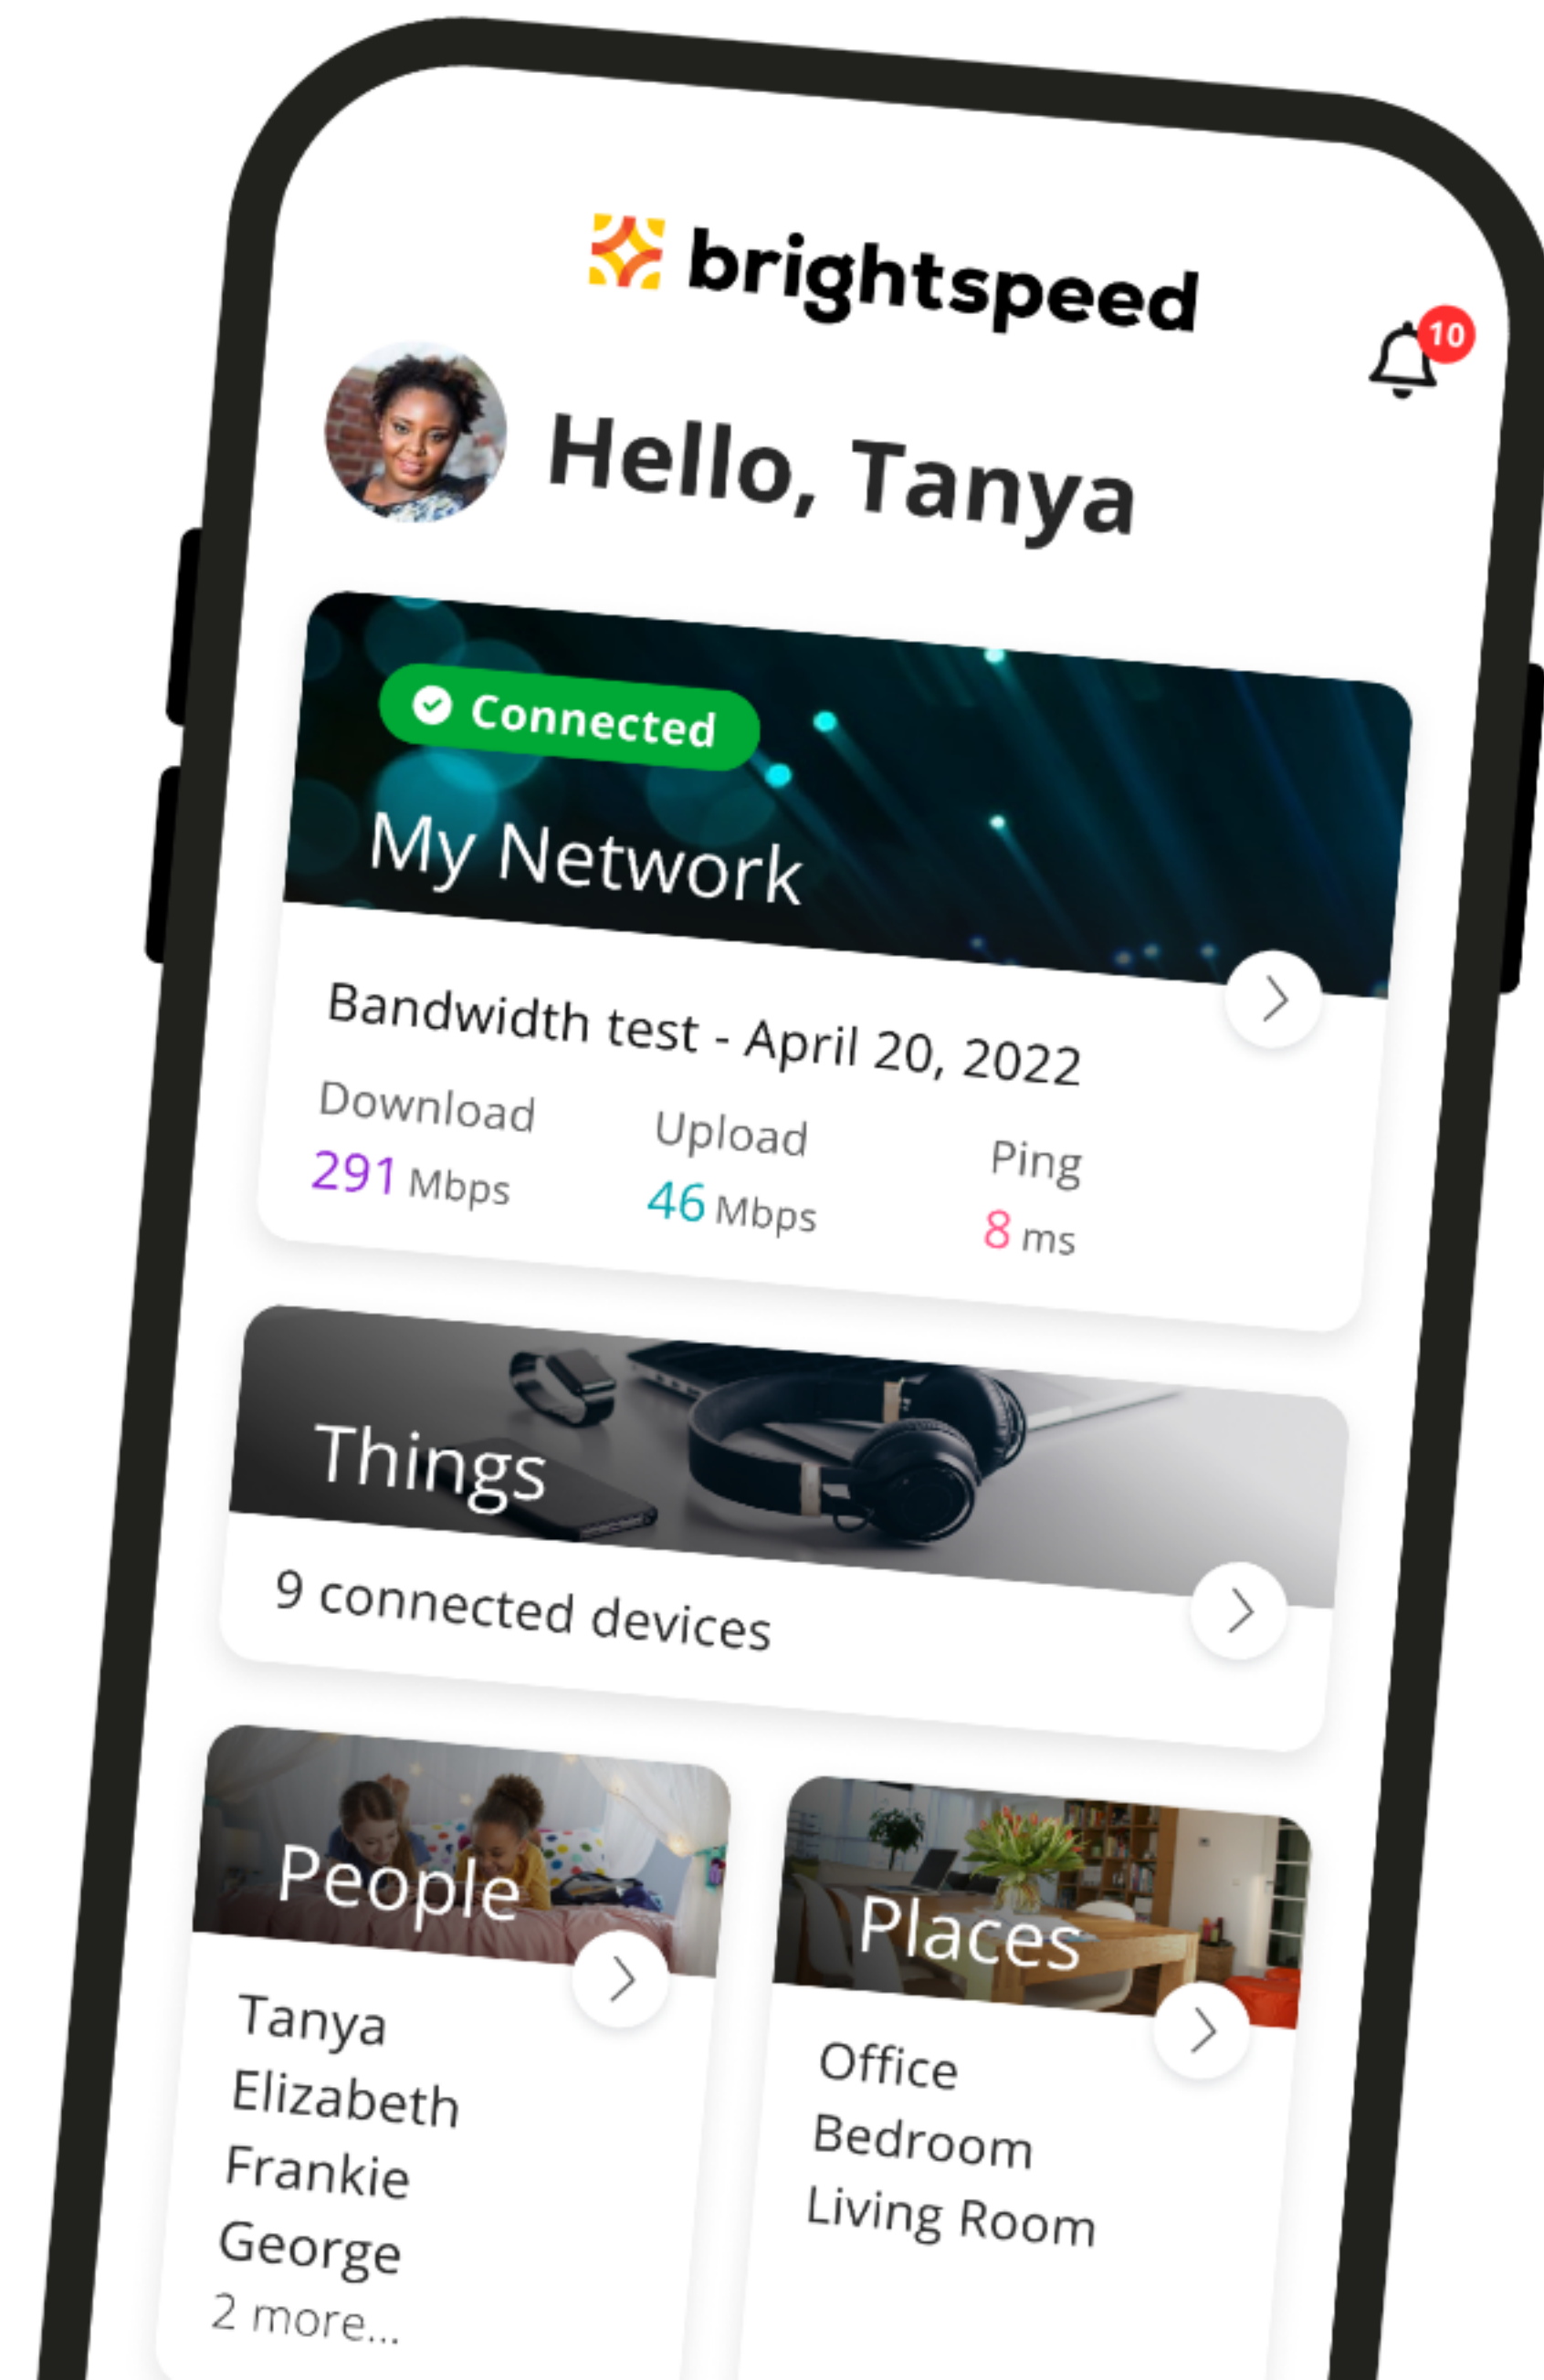 brightspeed
10
Hello, Tanya
Connected
My Network
Bandwidth test - April 20, 2022
Download Upload Ping
291 Mbps 46 Mbps 8 ms
Things
9 connected devices
People
Tanya
Elizabeth
Frankie
George
2 more...
Places
Office
Bedroom
Living Room